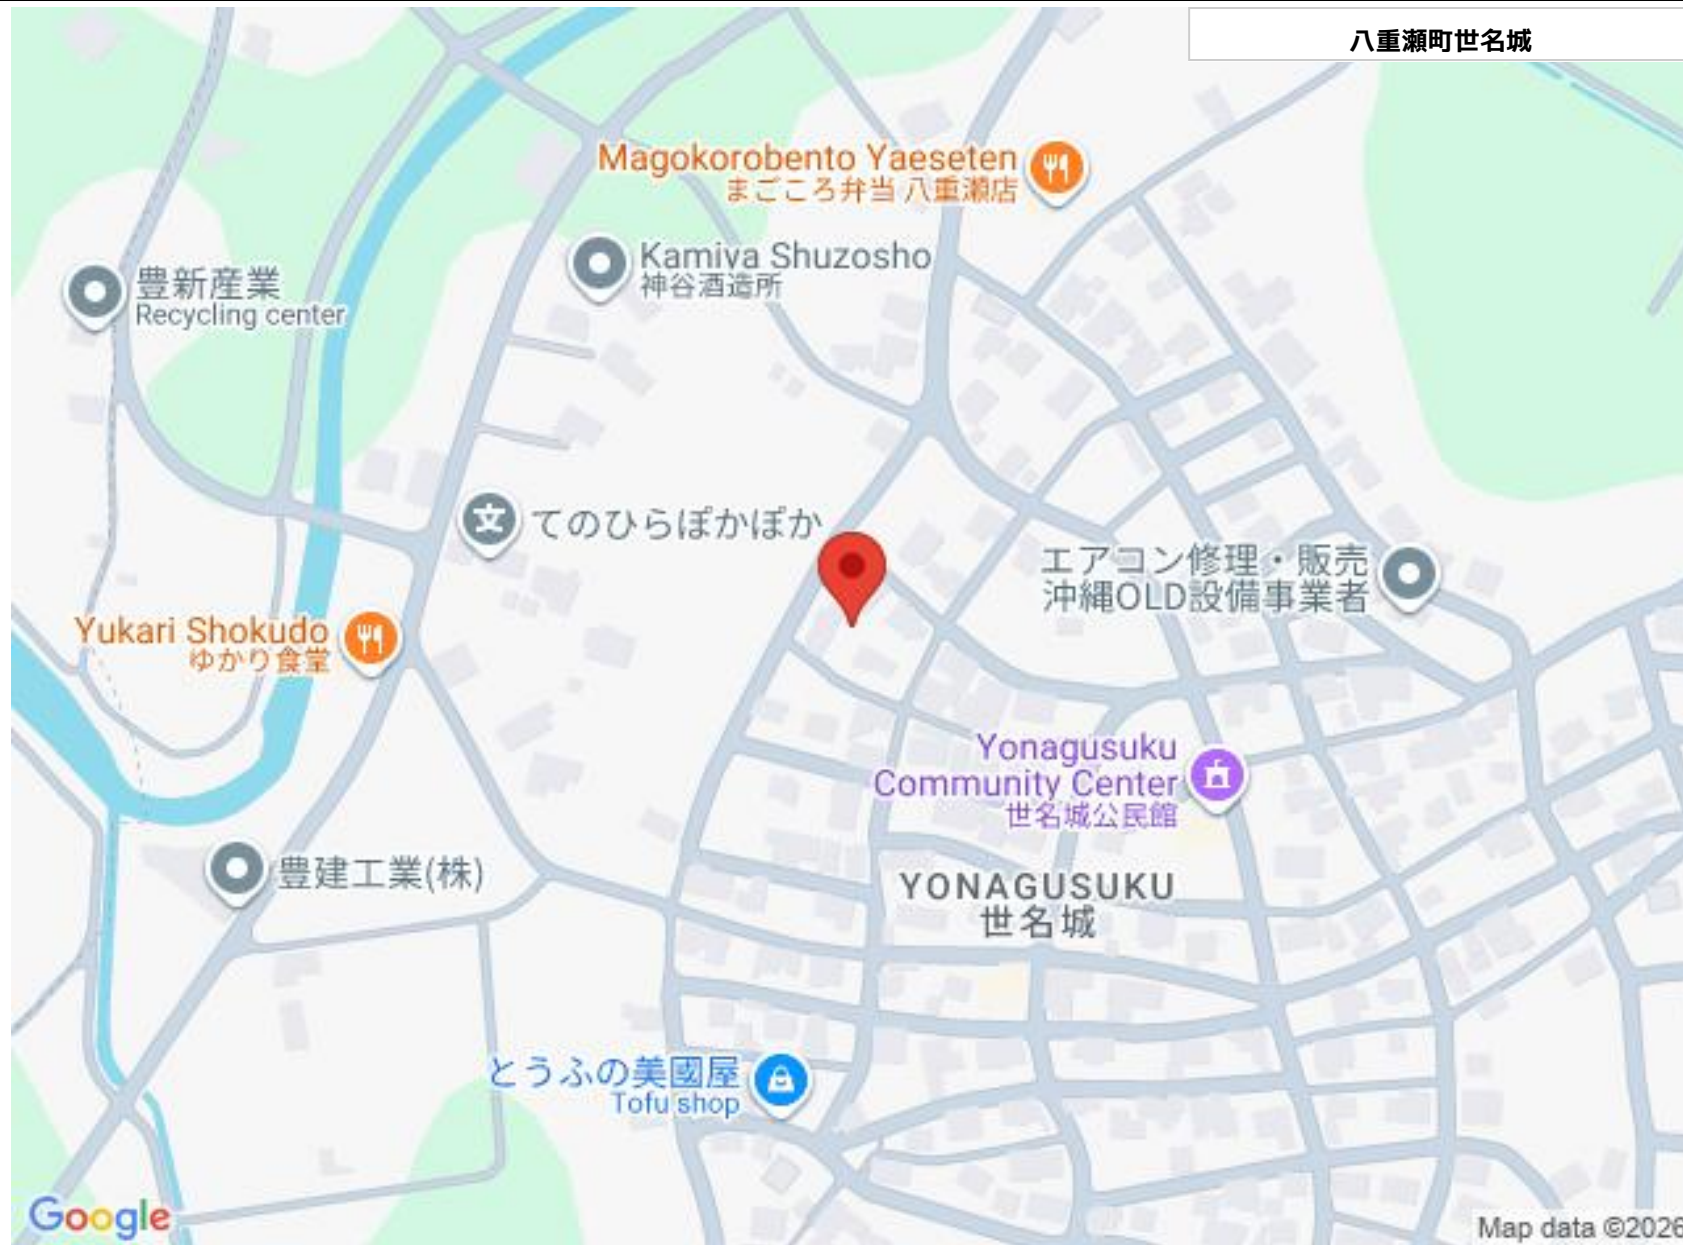 八重瀬町世名城
Magokorobento Yaeseten
まごころ弁当 八重瀬店
Kamiya Shuzosho
神谷酒造所
豊新産業
Recycling center
てのひらぽかぽか
エアコン修理・販売
沖縄OLD設備事業者
Yukari Shokudo
ゆかり食堂
Yonagusuku
Community Center
世名城公民館
豊建工業(株)
YONAGUSUKU
世名城
とうふの美國屋
Tofu shop
Google
Map data ©2026